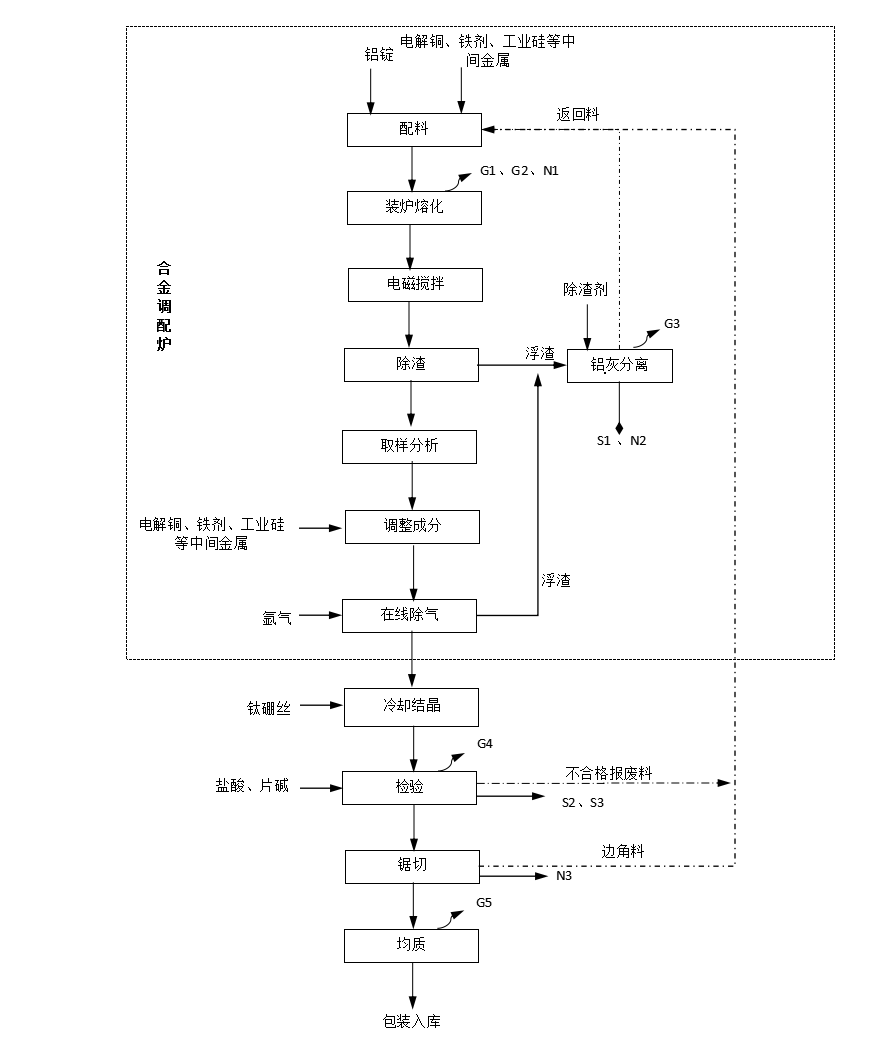 电解铜、铁剂、工业硅等中
间金属
铝锭
返回料
配料
G1、G2、N1
装炉熔化
合金调配炉
电磁搅拌
除渣剂
G3
浮渣
除渣
铝灰分离
S1、N2
取样分析
电解铜、铁剂、工业硅
等中间金属
调整成分
浮渣
氩气
在线除气
钛硼丝
冷却结晶
G4
不合格报废料
盐酸、片碱
检验
S2、S3
边角料
锯切
N3
G5
均质
包装入库